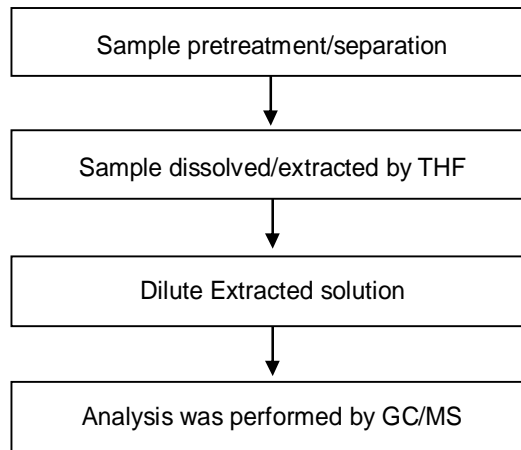 Sample pretreatment/separation
Sample dissolved/extracted by THF
Dilute Extracted solution
Analysis was performed by GC/MS